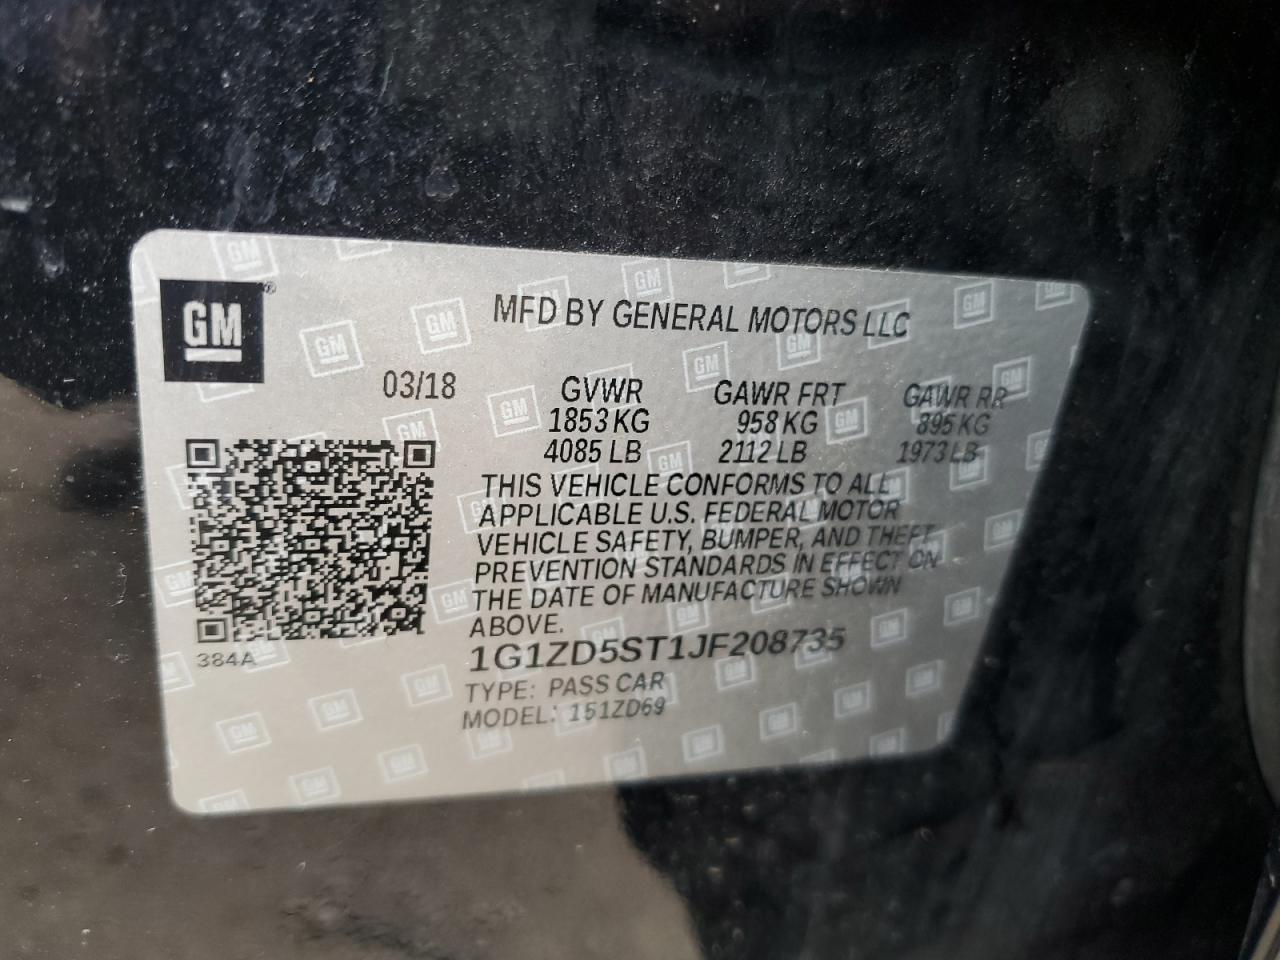 GM
MFD BY GENERAL MOTORS LLC
03/18
GVWR GAWR FRT GAWR RR
1853 KG 958 KG 895 KG
4085 LB 2112 LB 1973 LB
THIS VEHICLE CONFORMS TO ALL
APPLICABLE U.S. FEDERAL MOTOR
VEHICLE SAFETY, BUMPER, AND THEFT
PREVENTION STANDARDS IN EFFECT ON
THE DATE OF MANUFACTURE SHOWN
ABOVE.
384A
1G1ZD5ST1JF208735
TYPE: PASS CAR
MODEL: 151ZD69